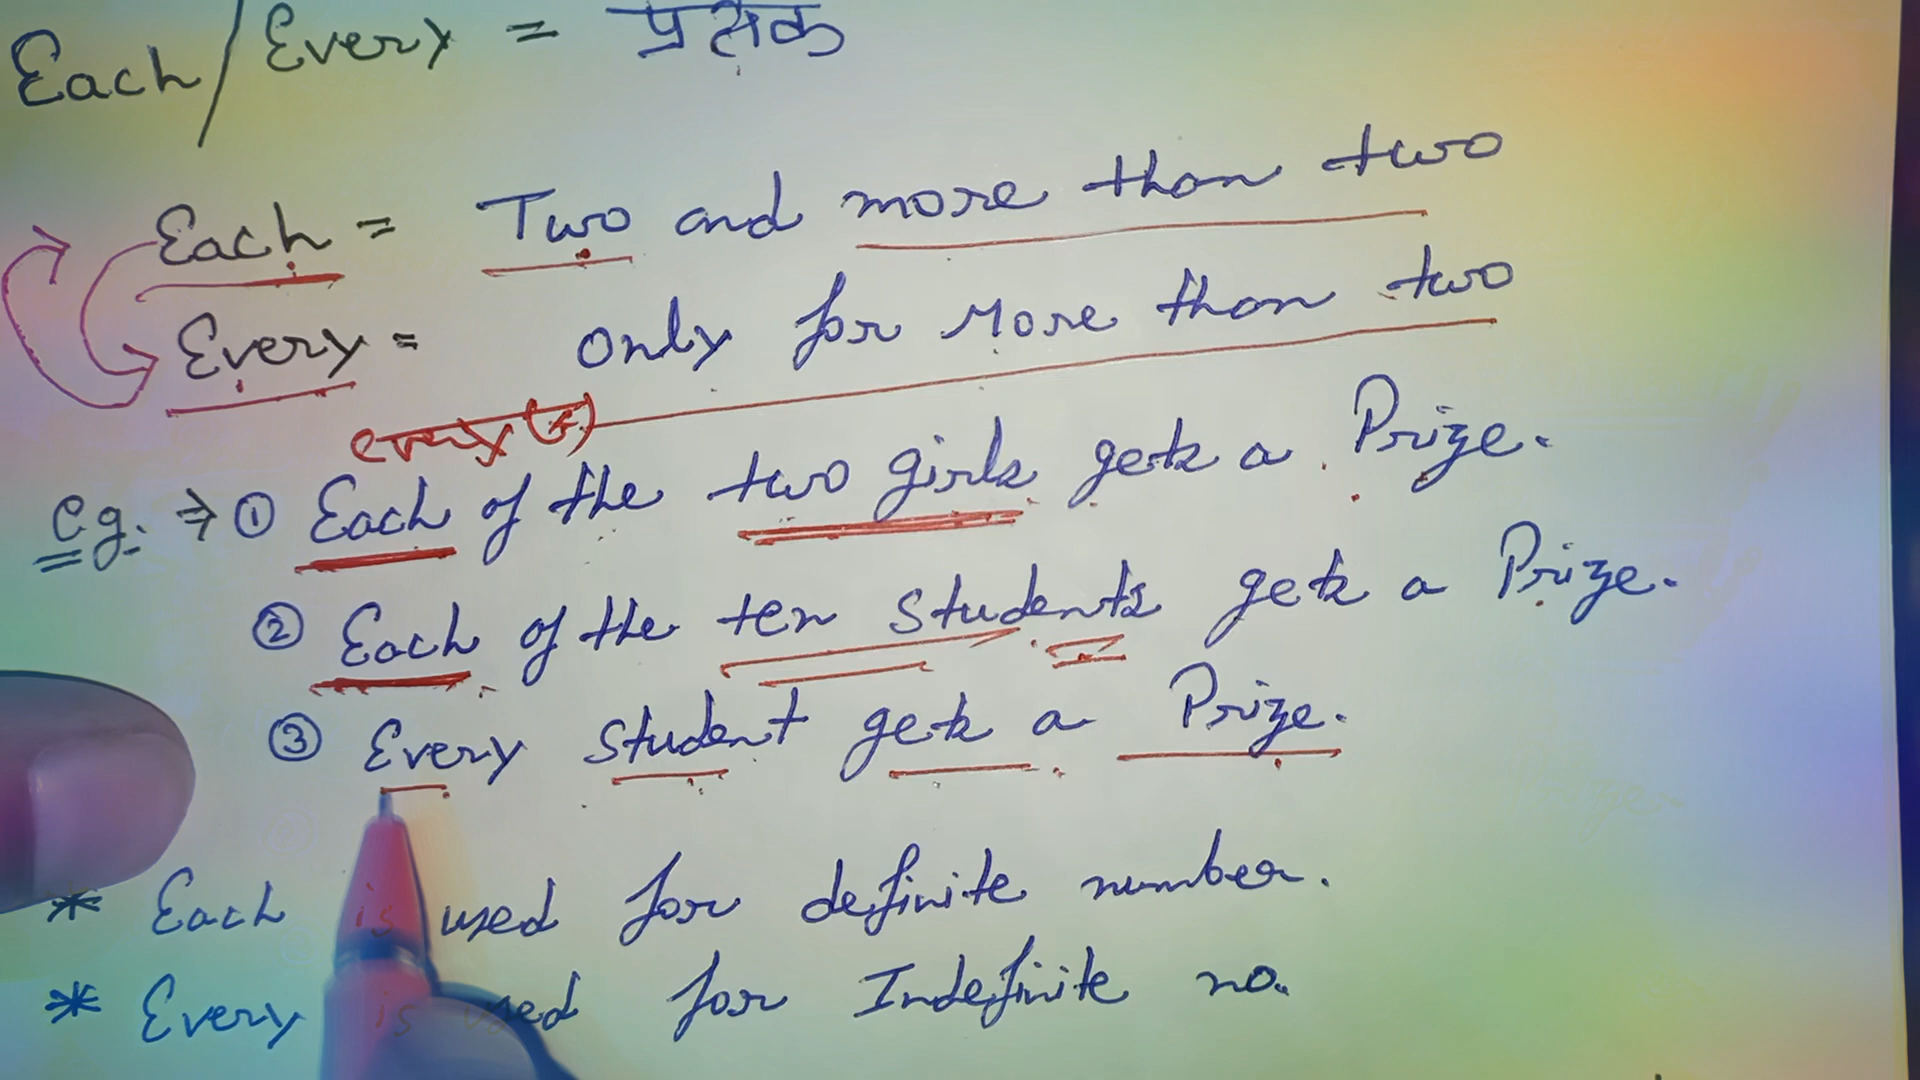 Each/Every = प्रत्येक
Each = Two and more than two
Every = only for More than two
every(x)
eg. ⇒ ① Each of the two girls gets a Prize.
② Each of the ten students gets a Prize.
③ Every student gets a Prize.
* Each is used for definite number.
* Every is used for Indefinite no.